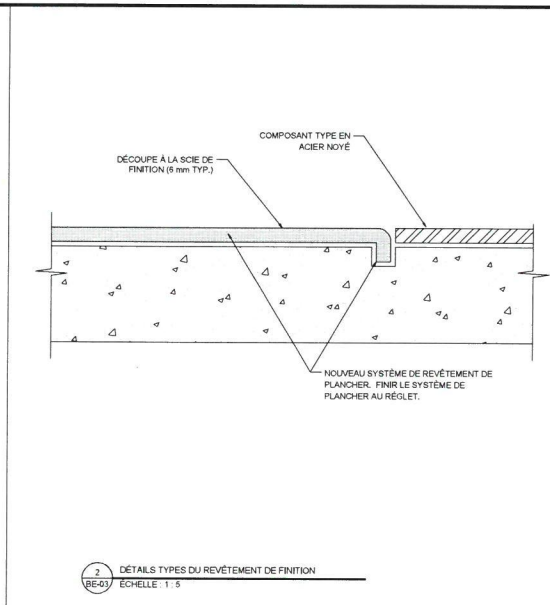 COMPOSANT TYPE EN
ACIER NOYÉ
DÉCOUPE À LA SCIE DE
FINITION (6 mm TYP.)
NOUVEAU SYSTÈME DE REVÊTEMENT DE
PLANCHER. FINIR LE SYSTÈME DE
PLANCHER AU RÉGLET.
2
BE-03
DÉTAILS TYPES DU REVÊTEMENT DE FINITION
ÉCHELLE : 1 : 5